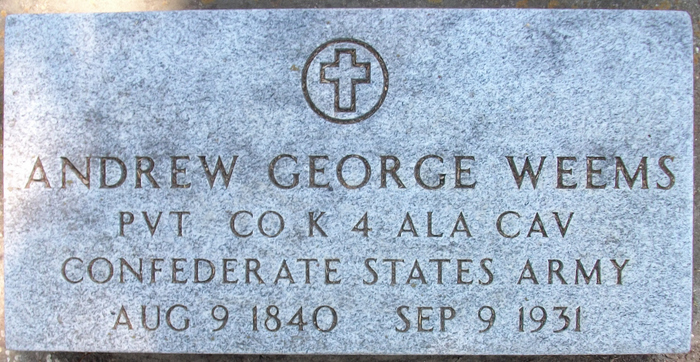 ANDREW GEORGE WEEMS
PVT CO K 4 ALA CAV
CONFEDERATE STATES ARMY
AUG 9 1840 SEP 9 1931